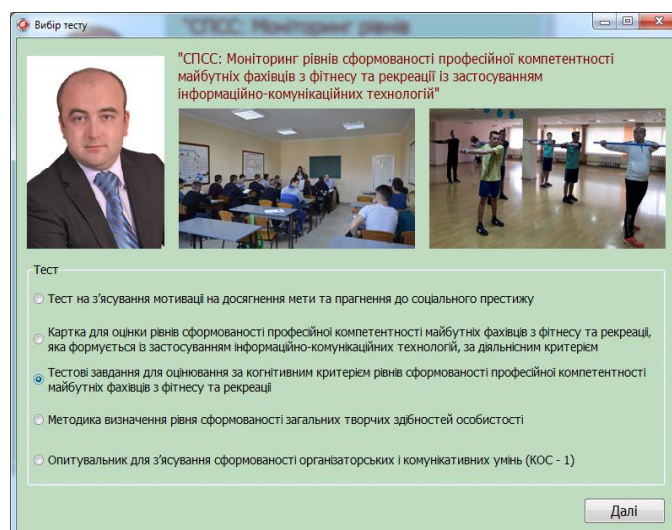 Вибір тесту
"СПСС: Моніторинг рівнів сформованості професійної компетентності
майбутніх фахівців з фітнесу та рекреації із застосуванням
інформаційно-комунікаційних технологій"
Тест
Тест на з'ясування мотивації на досягнення мети та прагнення до соціального престижу
Картка для оцінки рівнів сформованості професійної компетентності майбутніх фахівців з фітнесу та рекреації,
яка формується із застосуванням інформаційно-комунікаційних технологій, за діяльнісним критерієм
Тестові завдання для оцінювання за когнітивним критерієм рівнів сформованості професійної компетентності
майбутніх фахівців з фітнесу та рекреації
Методика визначення рівня сформованості загальних творчих здібностей особистості
Опитувальник для з'ясування сформованості організаторських і комунікативних умінь (КОС - 1)
Далі